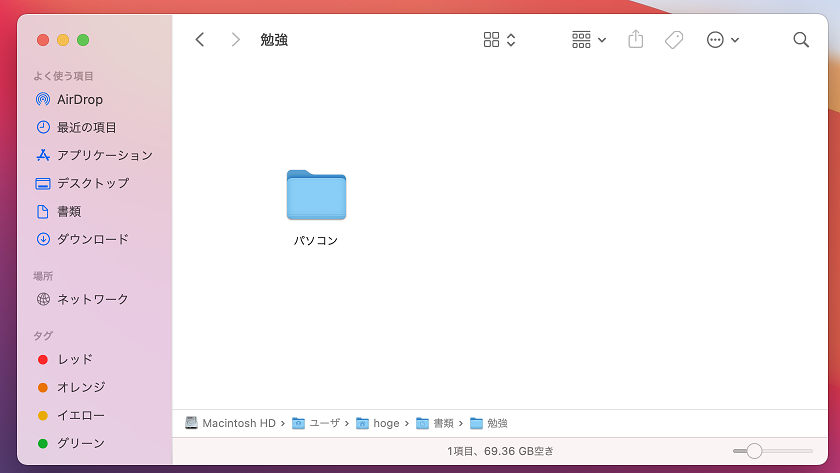 勉強
よく使う項目
AirDrop
最近の項目
アプリケーション
デスクトップ
書類
ダウンロード
場所
ネットワーク
タグ
レッド
オレンジ
イエロー
グリーン
パソコン
Macintosh HD › ユーザ › hoge › 書類 › 勉強
1項目、69.36 GB空き